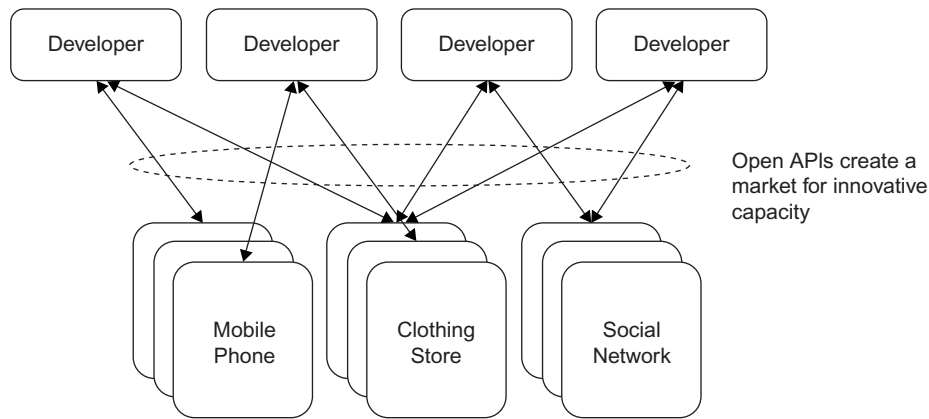 Developer
Developer
Developer
Developer
Open APIs create a
market for innovative
capacity
Mobile
Phone
Clothing
Store
Social
Network